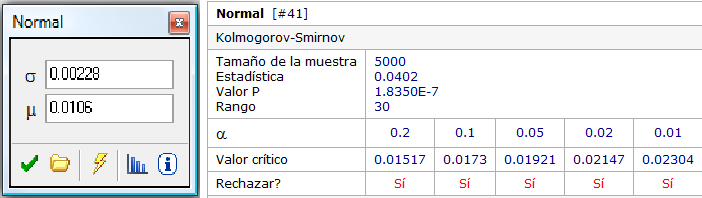 Normal
σ 0.00228
μ 0.0106
Normal [#41]
Kolmogorov-Smirnov
Tamaño de la muestra 5000
Estadística 0.0402
Valor P 1.8350E-7
Rango 30
α 0.2 0.1 0.05 0.02 0.01
Valor crítico 0.01517 0.0173 0.01921 0.02147 0.02304
Rechazar? Sí Sí Sí Sí Sí